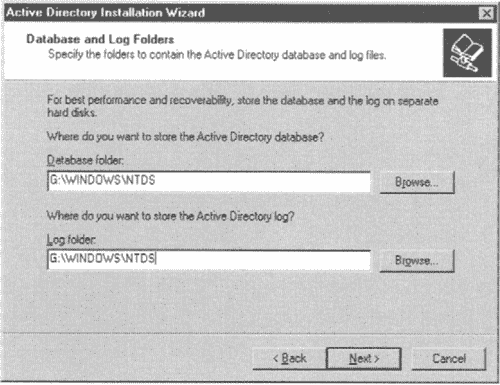 Active Directory Installation Wizard
Database and Log Folders
Specify the folders to contain the Active Directory database and log files.
For best performance and recoverability, store the database and the log on separate
hard disks.
Where do you want to store the Active Directory database?
Database folder:
G:\WINDOWS\NTDS
Browse...
Where do you want to store the Active Directory log?
Log folder:
G:\WINDOWS\NTDS
Browse...
< Back
Next >
Cancel